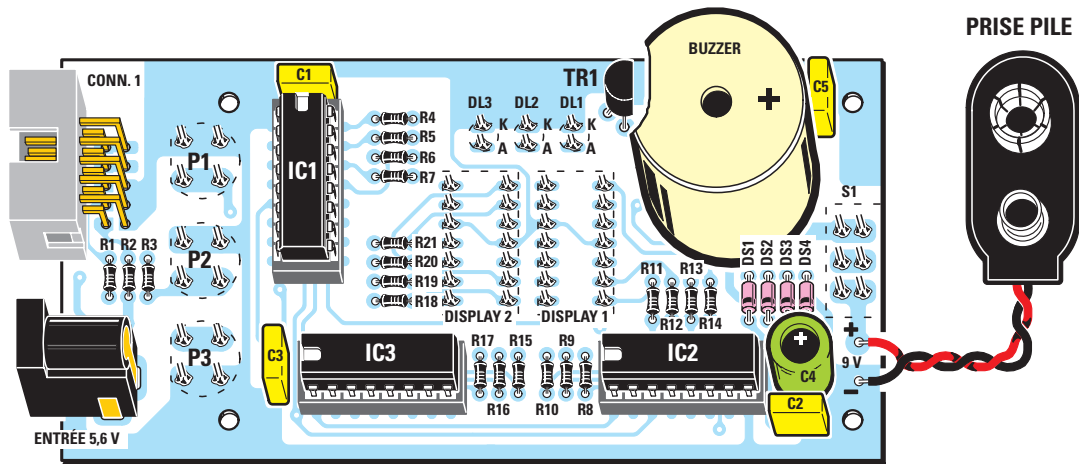 PRISE PILE
BUZZER
+
CONN. 1
C1
TR1
C5
DL3 DL2 DL1
K K K
A A A
R4
R5
R6
R7
IC1
P1
S1
R1 R2 R3
P2
R21
R20
R19
R18
DISPLAY 2
DISPLAY 1
R11 R13
R12 R14
DS1 DS2 DS3 DS4
P3
C3
IC3
R17 R15
R16
R9
R10 R8
IC2
+
C4
C2
+
9 V
–
ENTRÉE 5,6 V